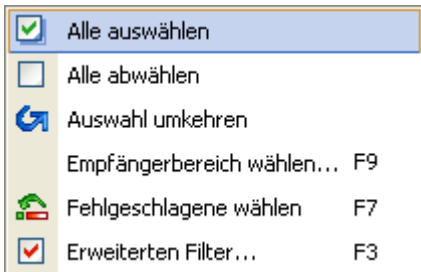 Alle auswählen
Alle abwählen
Auswahl umkehren
Empfängerbereich wählen... F9
Fehlgeschlagene wählen F7
Erweiterten Filter... F3